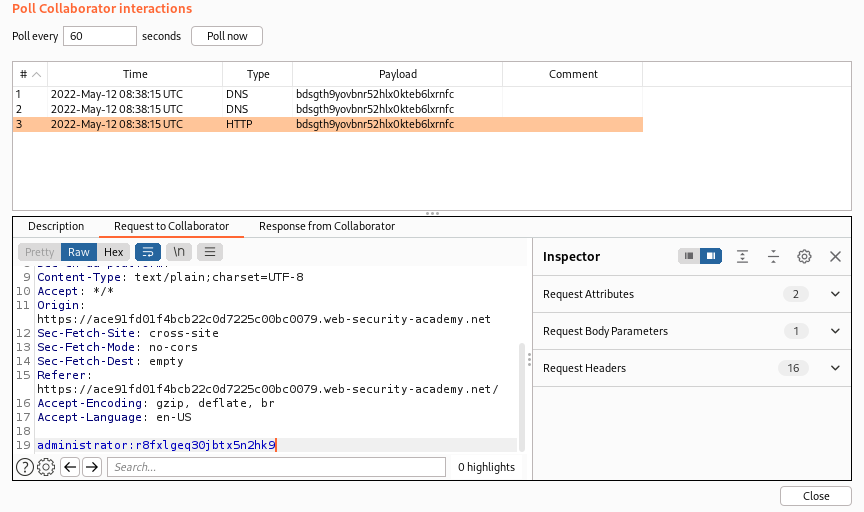 Poll Collaborator interactions
Poll every 60 seconds Poll now
# Time Type Payload Comment
1 2022-May-12 08:38:15 UTC DNS bdsgth9yovbnr52hlx0kteb6lxrnfc
2 2022-May-12 08:38:15 UTC DNS bdsgth9yovbnr52hlx0kteb6lxrnfc
3 2022-May-12 08:38:15 UTC HTTP bdsgth9yovbnr52hlx0kteb6lxrnfc
Description Request to Collaborator Response from Collaborator
Pretty Raw Hex \n
Inspector
9 Content-Type: text/plain;charset=UTF-8
10 Accept: */*
11 Origin:
https://ace91fd01f4bcb22c0d7225c00bc0079.web-security-academy.net
12 Sec-Fetch-Site: cross-site
13 Sec-Fetch-Mode: no-cors
14 Sec-Fetch-Dest: empty
15 Referer:
https://ace91fd01f4bcb22c0d7225c00bc0079.web-security-academy.net/
16 Accept-Encoding: gzip, deflate, br
17 Accept-Language: en-US
18
19 administrator:r8fxlgeq30jbtx5n2hk9
Request Attributes 2
Request Body Parameters 1
Request Headers 16
? Search... 0 highlights
Close